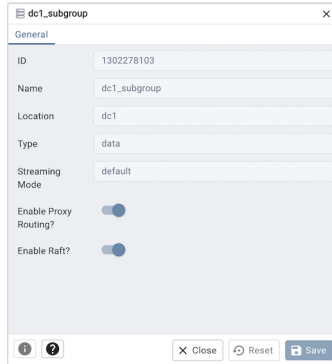 dc1_subgroup
General
ID 1302278103
Name dc1_subgroup
Location dc1
Type data
Streaming
Mode default
Enable Proxy
Routing?
Enable Raft?
Close Reset Save